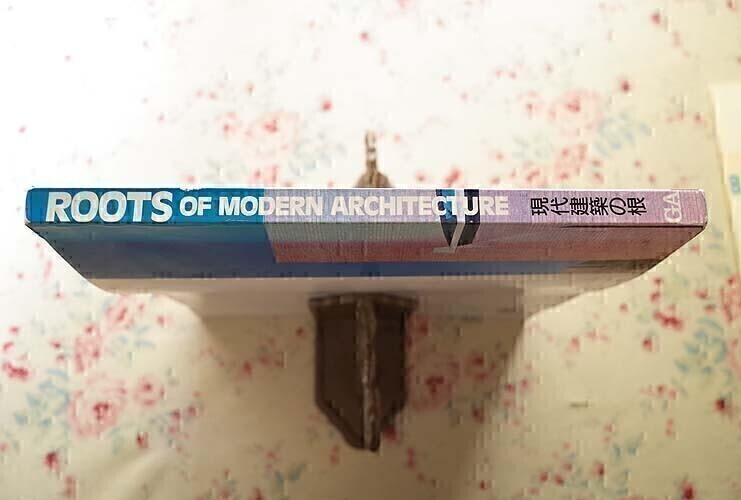 ROOTS OF MODERN ARCHITECTURE 現代建築の根 GA